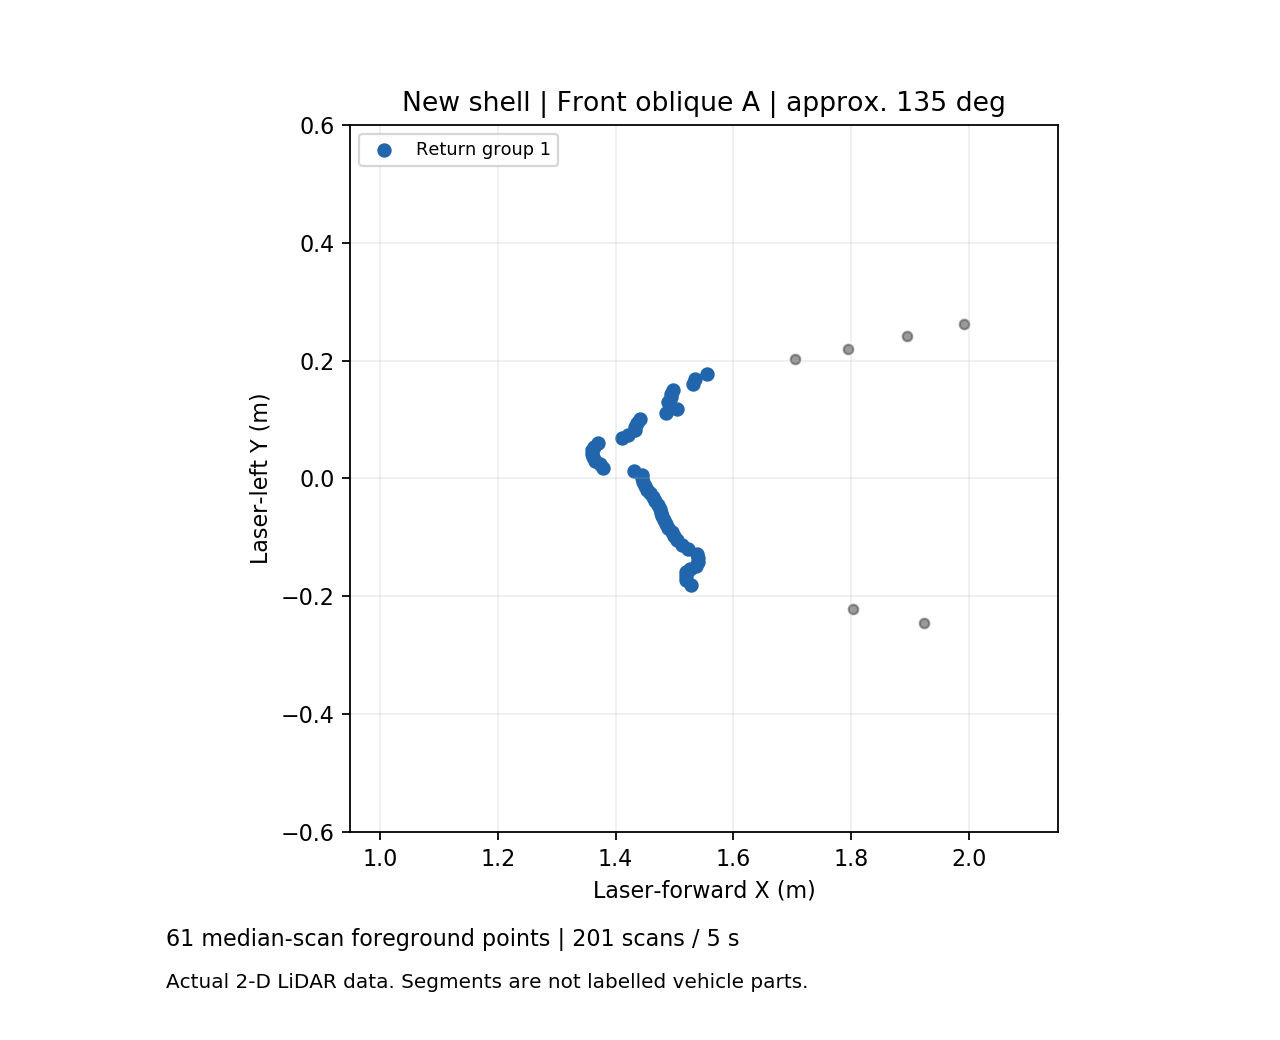 New shell | Front oblique A | approx. 135 deg
Return group 1
0.6
0.4
0.2
0.0
−0.2
−0.4
−0.6
Laser-left Y (m)
1.0 1.2 1.4 1.6 1.8 2.0
Laser-forward X (m)
61 median-scan foreground points | 201 scans / 5 s
Actual 2-D LiDAR data. Segments are not labelled vehicle parts.